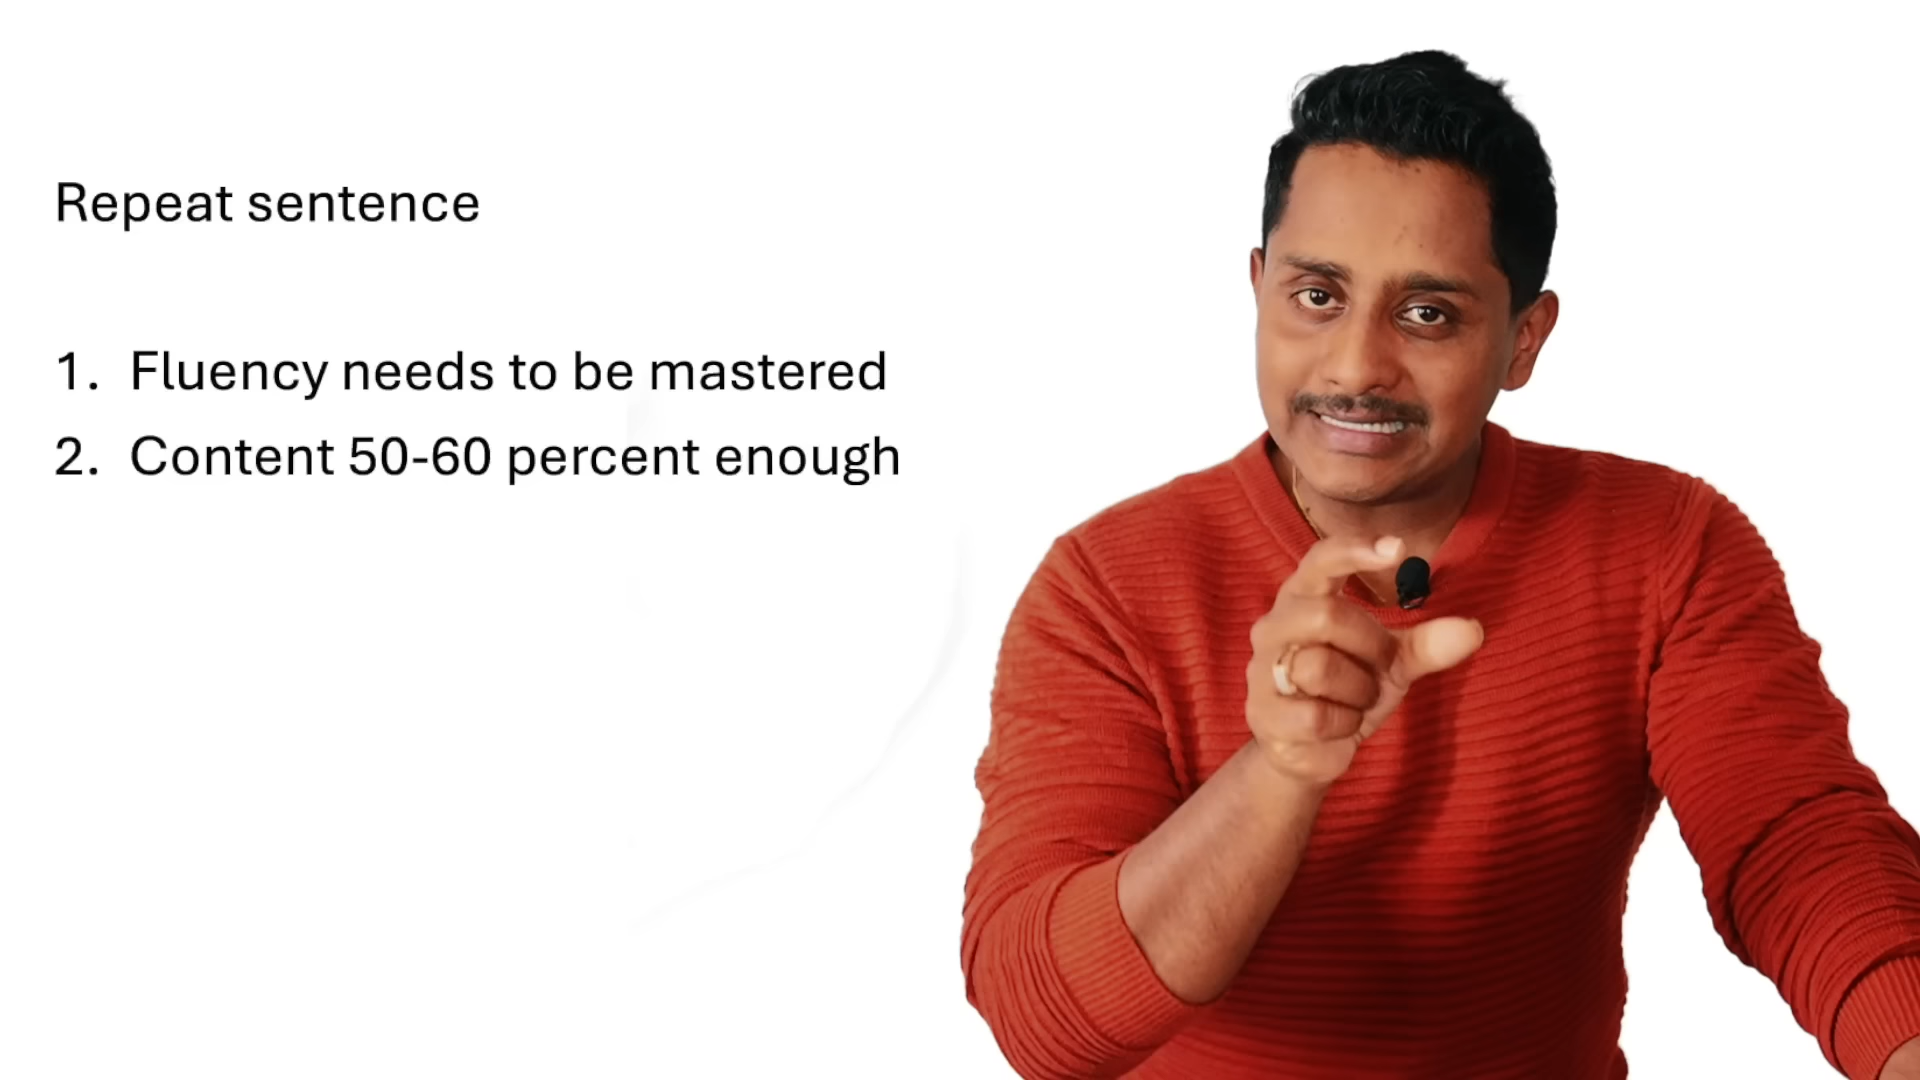 Repeat sentence
1. Fluency needs to be mastered
2. Content 50-60 percent enough